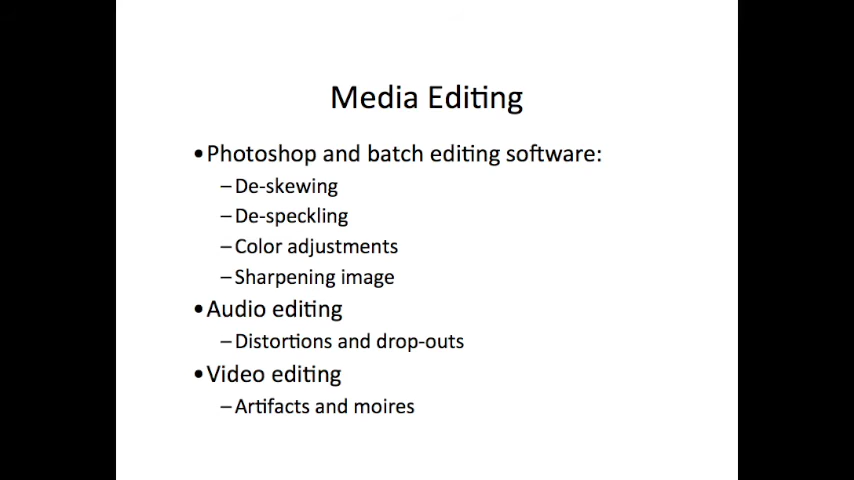 Media Editing
•Photoshop and batch editing software:
–De-skewing
–De-speckling
–Color adjustments
–Sharpening image
•Audio editing
–Distortions and drop-outs
•Video editing
–Artifacts and moires